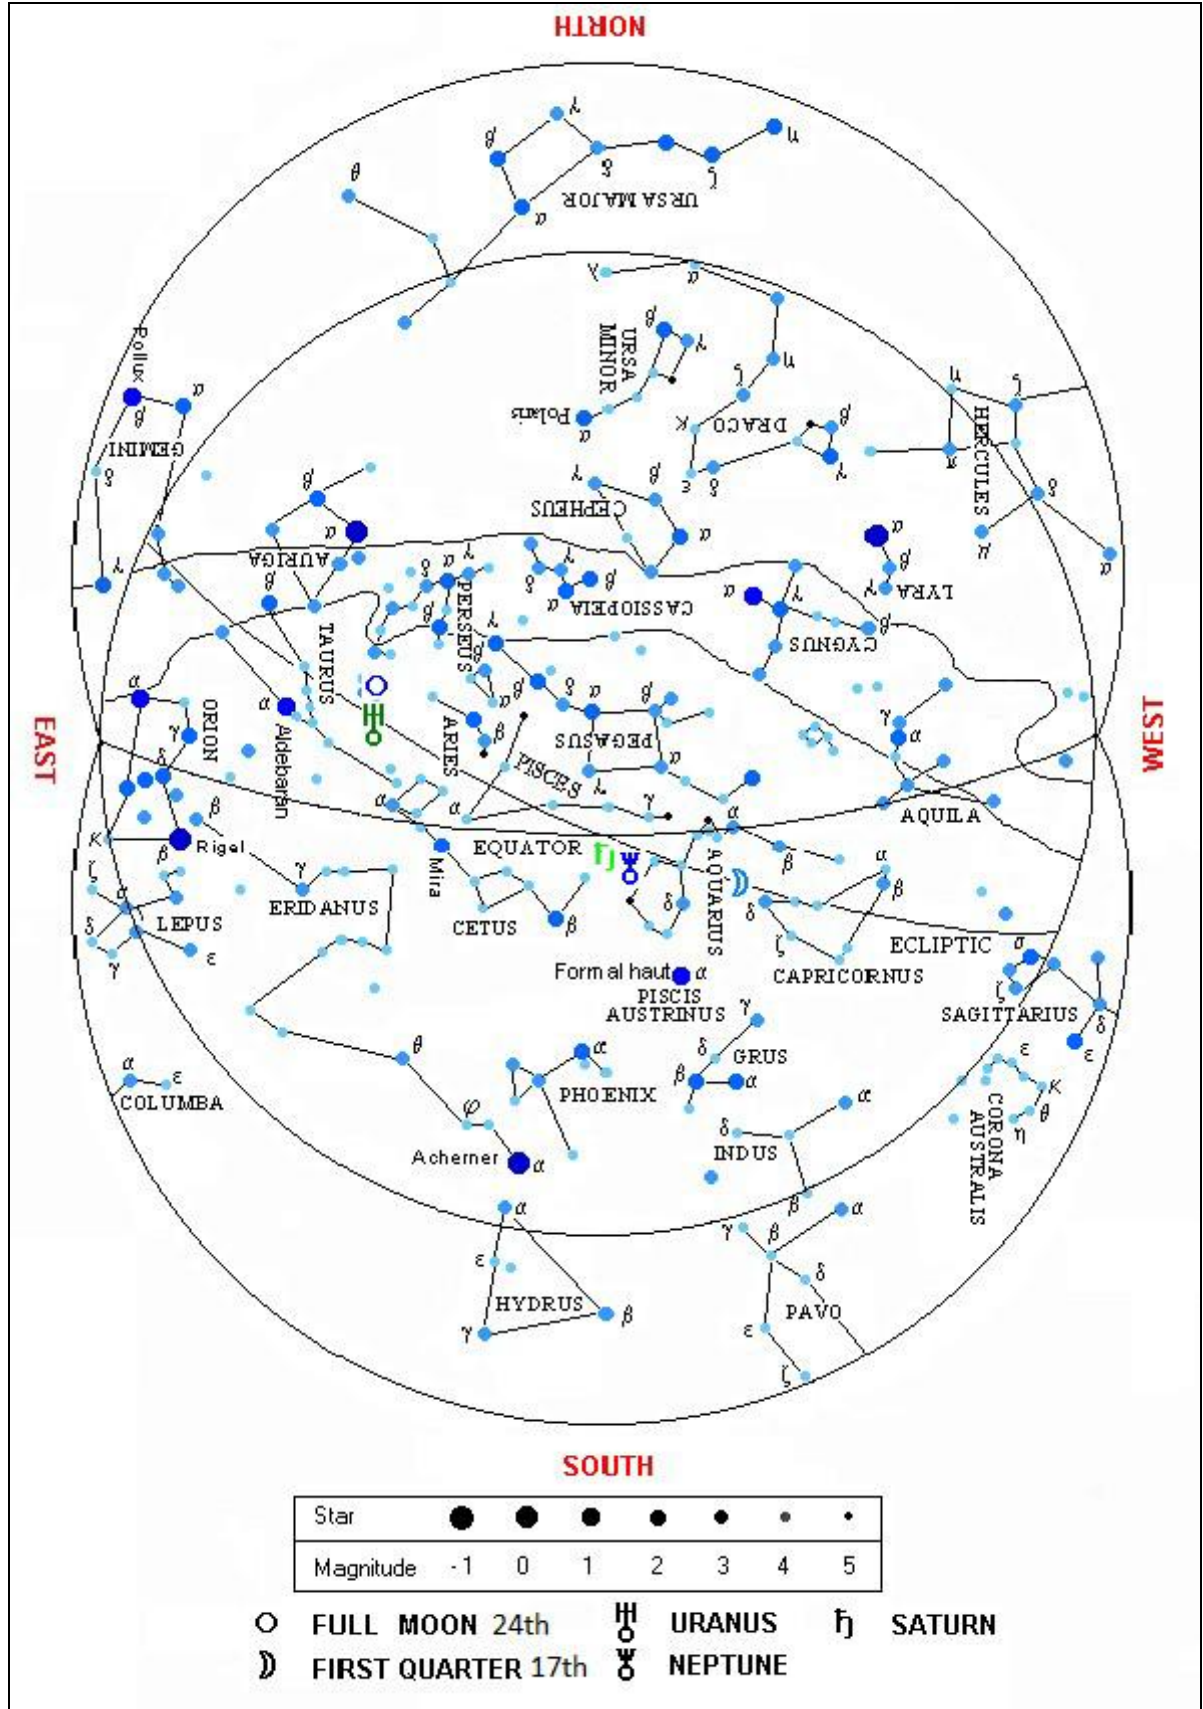 NORTH
γ
β
η
δ
ζ
θ
URSA MAJOR
α
λ
α
Pollux
β
URSA
MINOR
γ
η
α
ζ
η
ζ
β
GEMINI
Polaris
α
κ
DRACO
β
HERCULES
π
δ
ε
δ
γ
γ
β
β
CEPHEUS
δ
α
α
α
μ
AURIGA
β
γ
β
α
γ
δ
γ
β
α
CASSIOPEIA
α
γ
LYRA
γ
β
PERSEUS
β
CYGNUS
α
TAURUS
γ
β
α
ORION
α
Aldebaran
α
β
δ
α
β
γ
γ
ARIES
β
PEGASUS
α
EAST
WEST
δ
PISCES
γ
α
β
α
α
γ
α
AQUILA
κ
β
Rigel
Mira
EQUATOR
β
α
ζ
γ
AQUARIUS
β
α
LEPUS
ERIDANUS
CETUS
β
δ
δ
δ
ECLIPTIC
γ
ε
ζ
CAPRICORNUS
σ
Formalhaut
α
PISCIS
AUSTRINUS
ζ
SAGITTARIUS
δ
γ
ε
α
ε
θ
α
δ
GRUS
ε
COLUMBA
PHOENIX
β
α
κ
α
θ
φ
η
δ
INDUS
CORONA
AUSTRALIS
Acherner
α
β
α
α
γ
β
ε
δ
HYDRUS
β
PAVO
γ
ε
ζ
SOUTH
Star
Magnitude -1 0 1 2 3 4 5
FULL MOON 24th URANUS SATURN
FIRST QUARTER 17th NEPTUNE